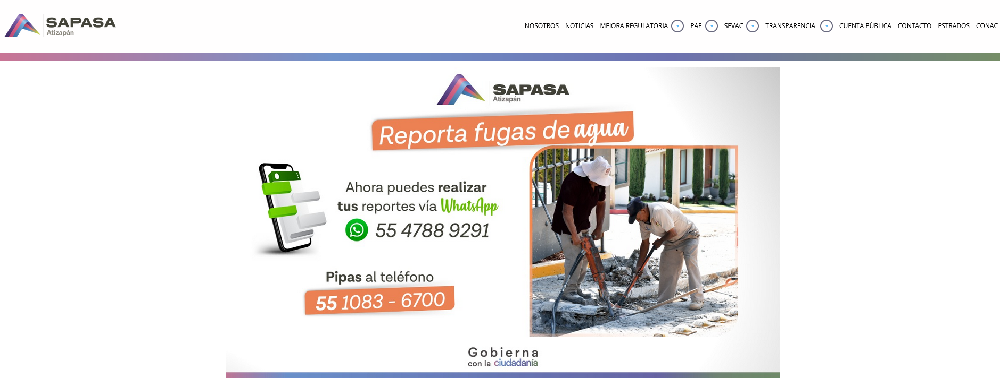 SAPASA
Atizapán
NOSOTROS NOTICIAS MEJORA REGULATORIA PAE SEVAC TRANSPARENCIA. CUENTA PÚBLICA CONTACTO ESTRADOS CONAC
SAPASA
Atizapán
Reporta fugas de agua
Ahora puedes realizar
tus reportes vía WhatsApp
55 4788 9291
Pipas al teléfono
55 1083 - 6700
Gobierna
con la ciudadanía